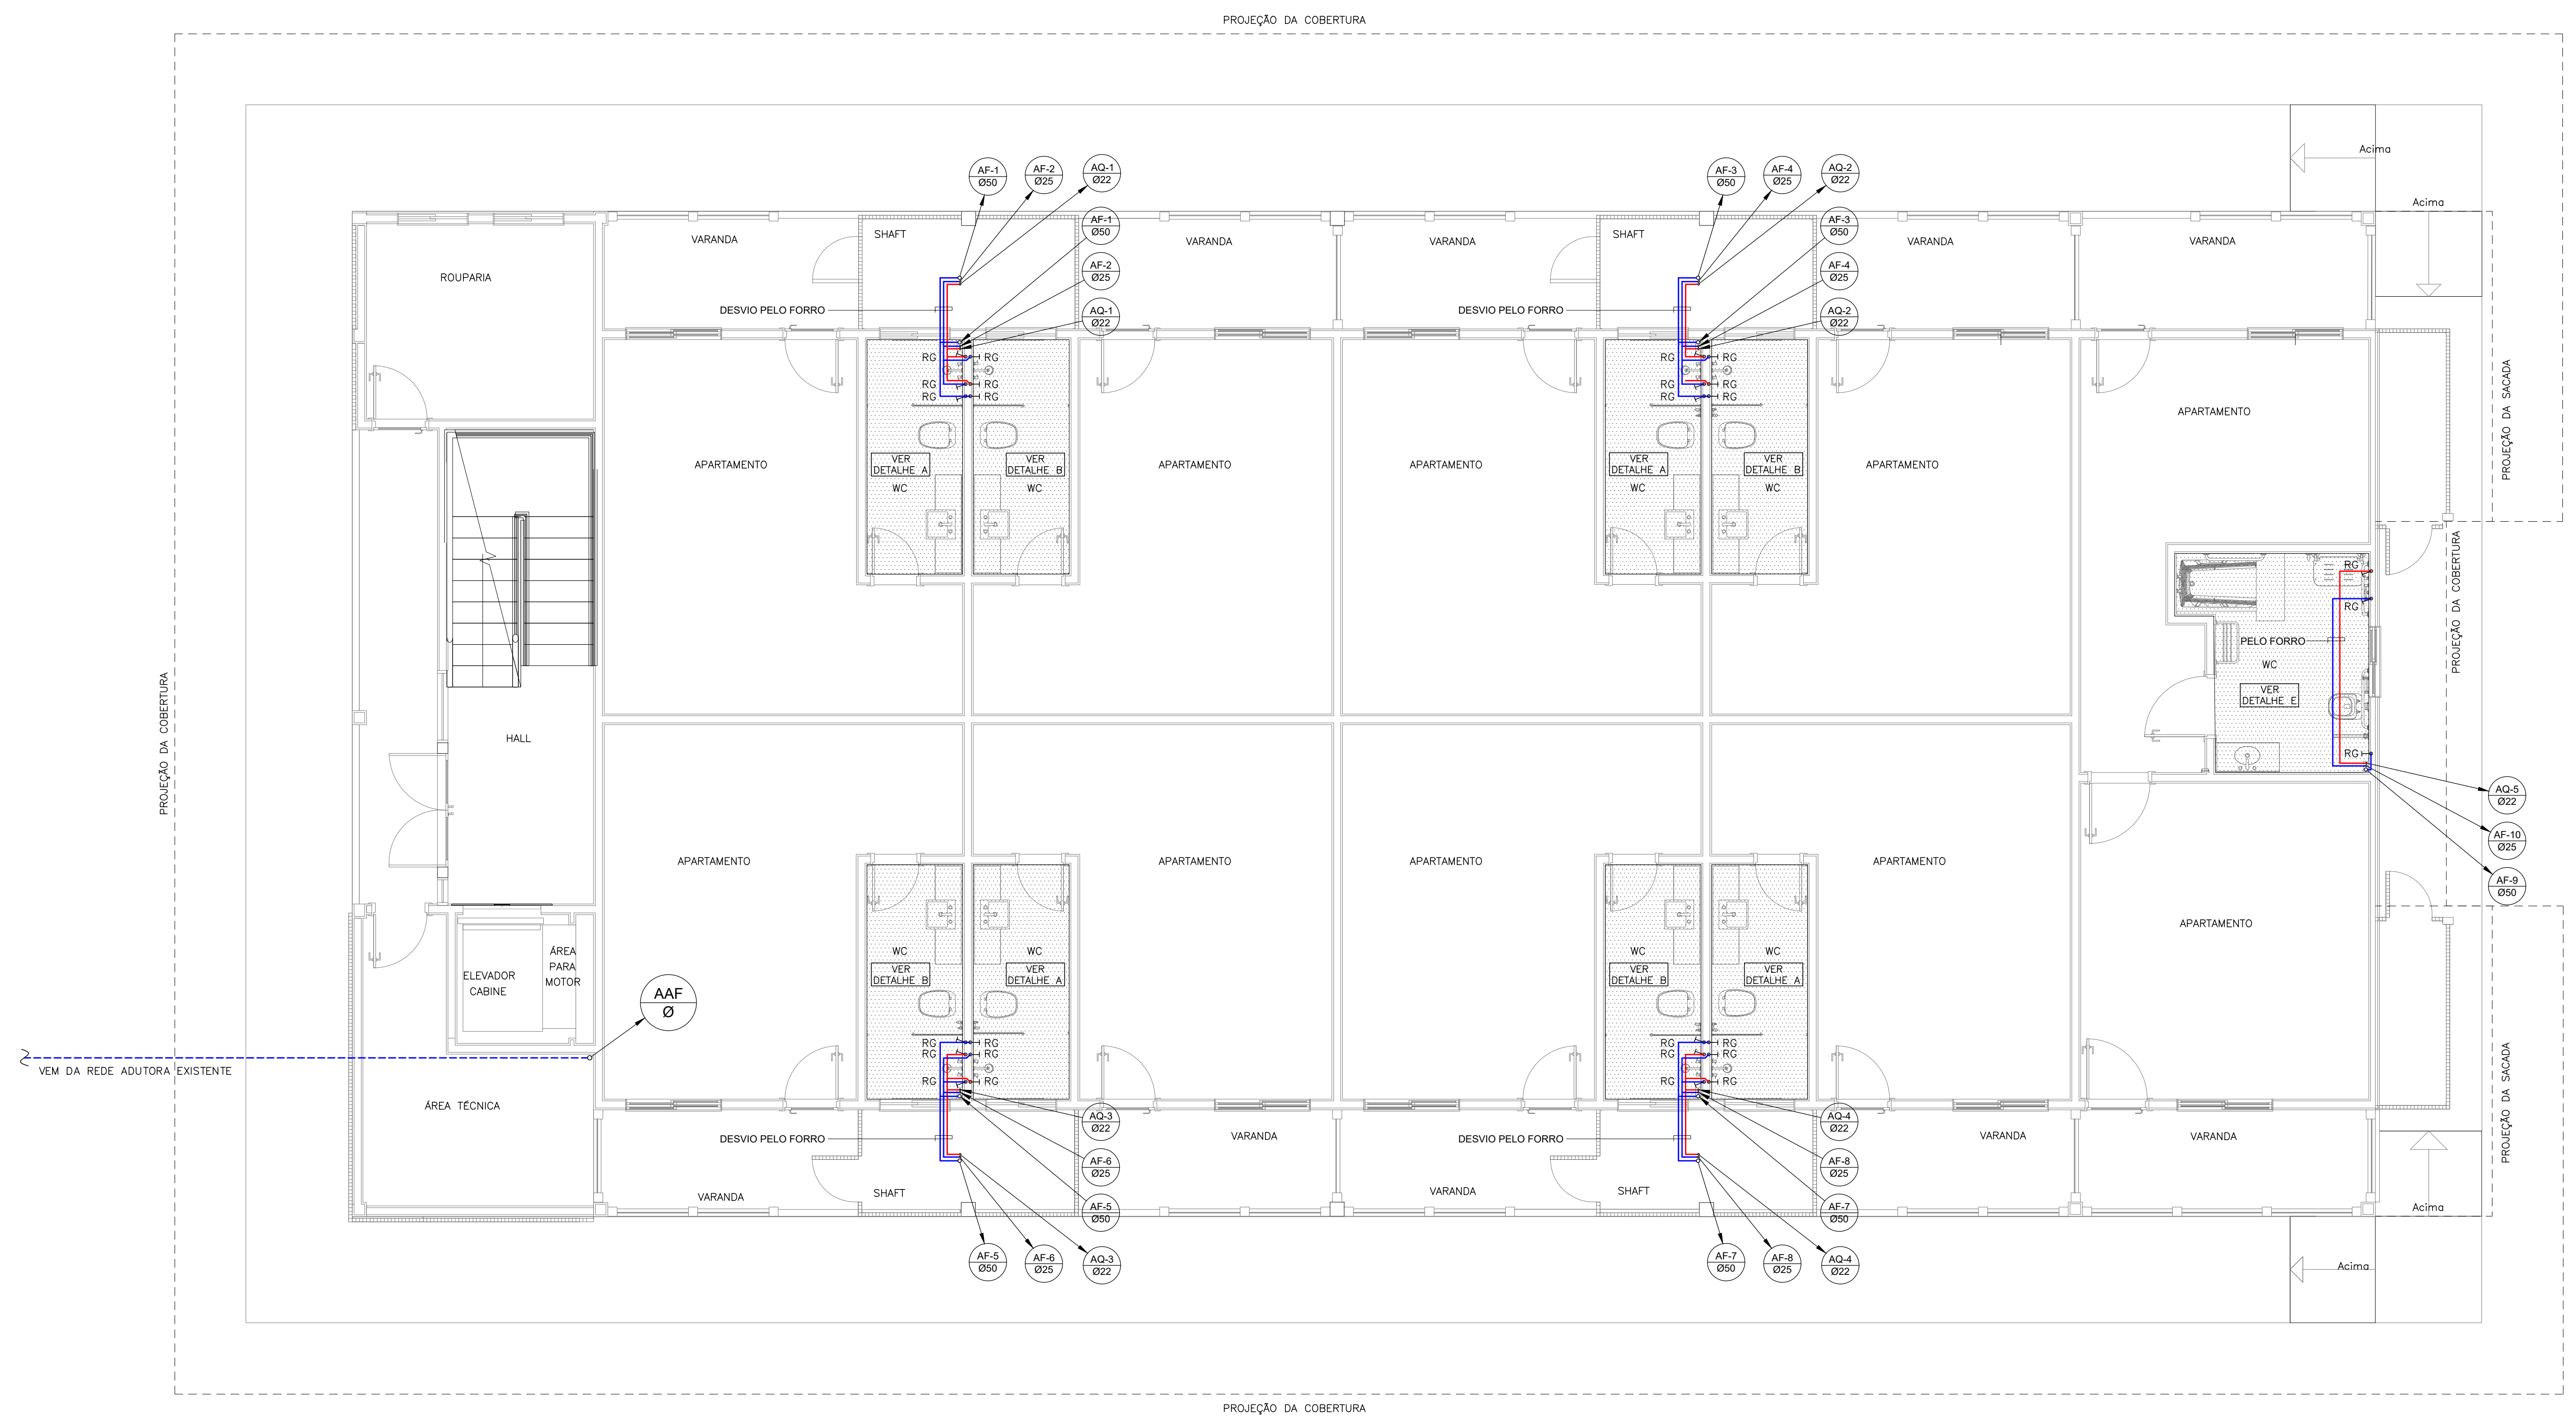 PROJEÇÃO DA COBERTURA
Acima
Acima
AF-1
Ø50
AF-2
Ø25
AQ-1
Ø22
AF-3
Ø50
AF-4
Ø25
AQ-2
Ø22
AF-1
Ø50
AF-3
Ø50
VARANDA
SHAFT
VARANDA
VARANDA
SHAFT
VARANDA
VARANDA
ROUPARIA
AF-2
Ø25
AF-4
Ø25
DESVIO PELO FORRO
AQ-1
Ø22
DESVIO PELO FORRO
AQ-2
Ø22
RG
RG
RG
RG
RG
RG
RG
RG
RG
RG
RG
RG
PROJEÇÃO DA SACADA
APARTAMENTO
APARTAMENTO
VER
DETALHE A
WC
VER
DETALHE B
WC
APARTAMENTO
APARTAMENTO
VER
DETALHE A
WC
VER
DETALHE B
WC
APARTAMENTO
PROJEÇÃO DA COBERTURA
RG
RG
PELO FORRO
WC
VER
DETALHE E
RG
PROJEÇÃO DA COBERTURA
HALL
AQ-5
Ø22
AF-10
Ø25
AF-9
Ø50
APARTAMENTO
APARTAMENTO
APARTAMENTO
APARTAMENTO
APARTAMENTO
WC
VER
DETALHE B
WC
VER
DETALHE A
WC
VER
DETALHE B
WC
VER
DETALHE A
ELEVADOR
CABINE
ÁREA
PARA
MOTOR
AAF
Ø
RG
RG
RG
RG
RG
RG
RG
RG
RG
RG
RG
RG
VEM DA REDE ADUTORA EXISTENTE
ÁREA TÉCNICA
PROJEÇÃO DA SACADA
AQ-3
Ø22
AQ-4
Ø22
DESVIO PELO FORRO
VARANDA
DESVIO PELO FORRO
VARANDA
VARANDA
AF-6
Ø25
AF-8
Ø25
VARANDA
SHAFT
VARANDA
SHAFT
AF-5
Ø50
AF-7
Ø50
Acima
AF-5
Ø50
AF-6
Ø25
AQ-3
Ø22
AF-7
Ø50
AF-8
Ø25
AQ-4
Ø22
Acima
PROJEÇÃO DA COBERTURA